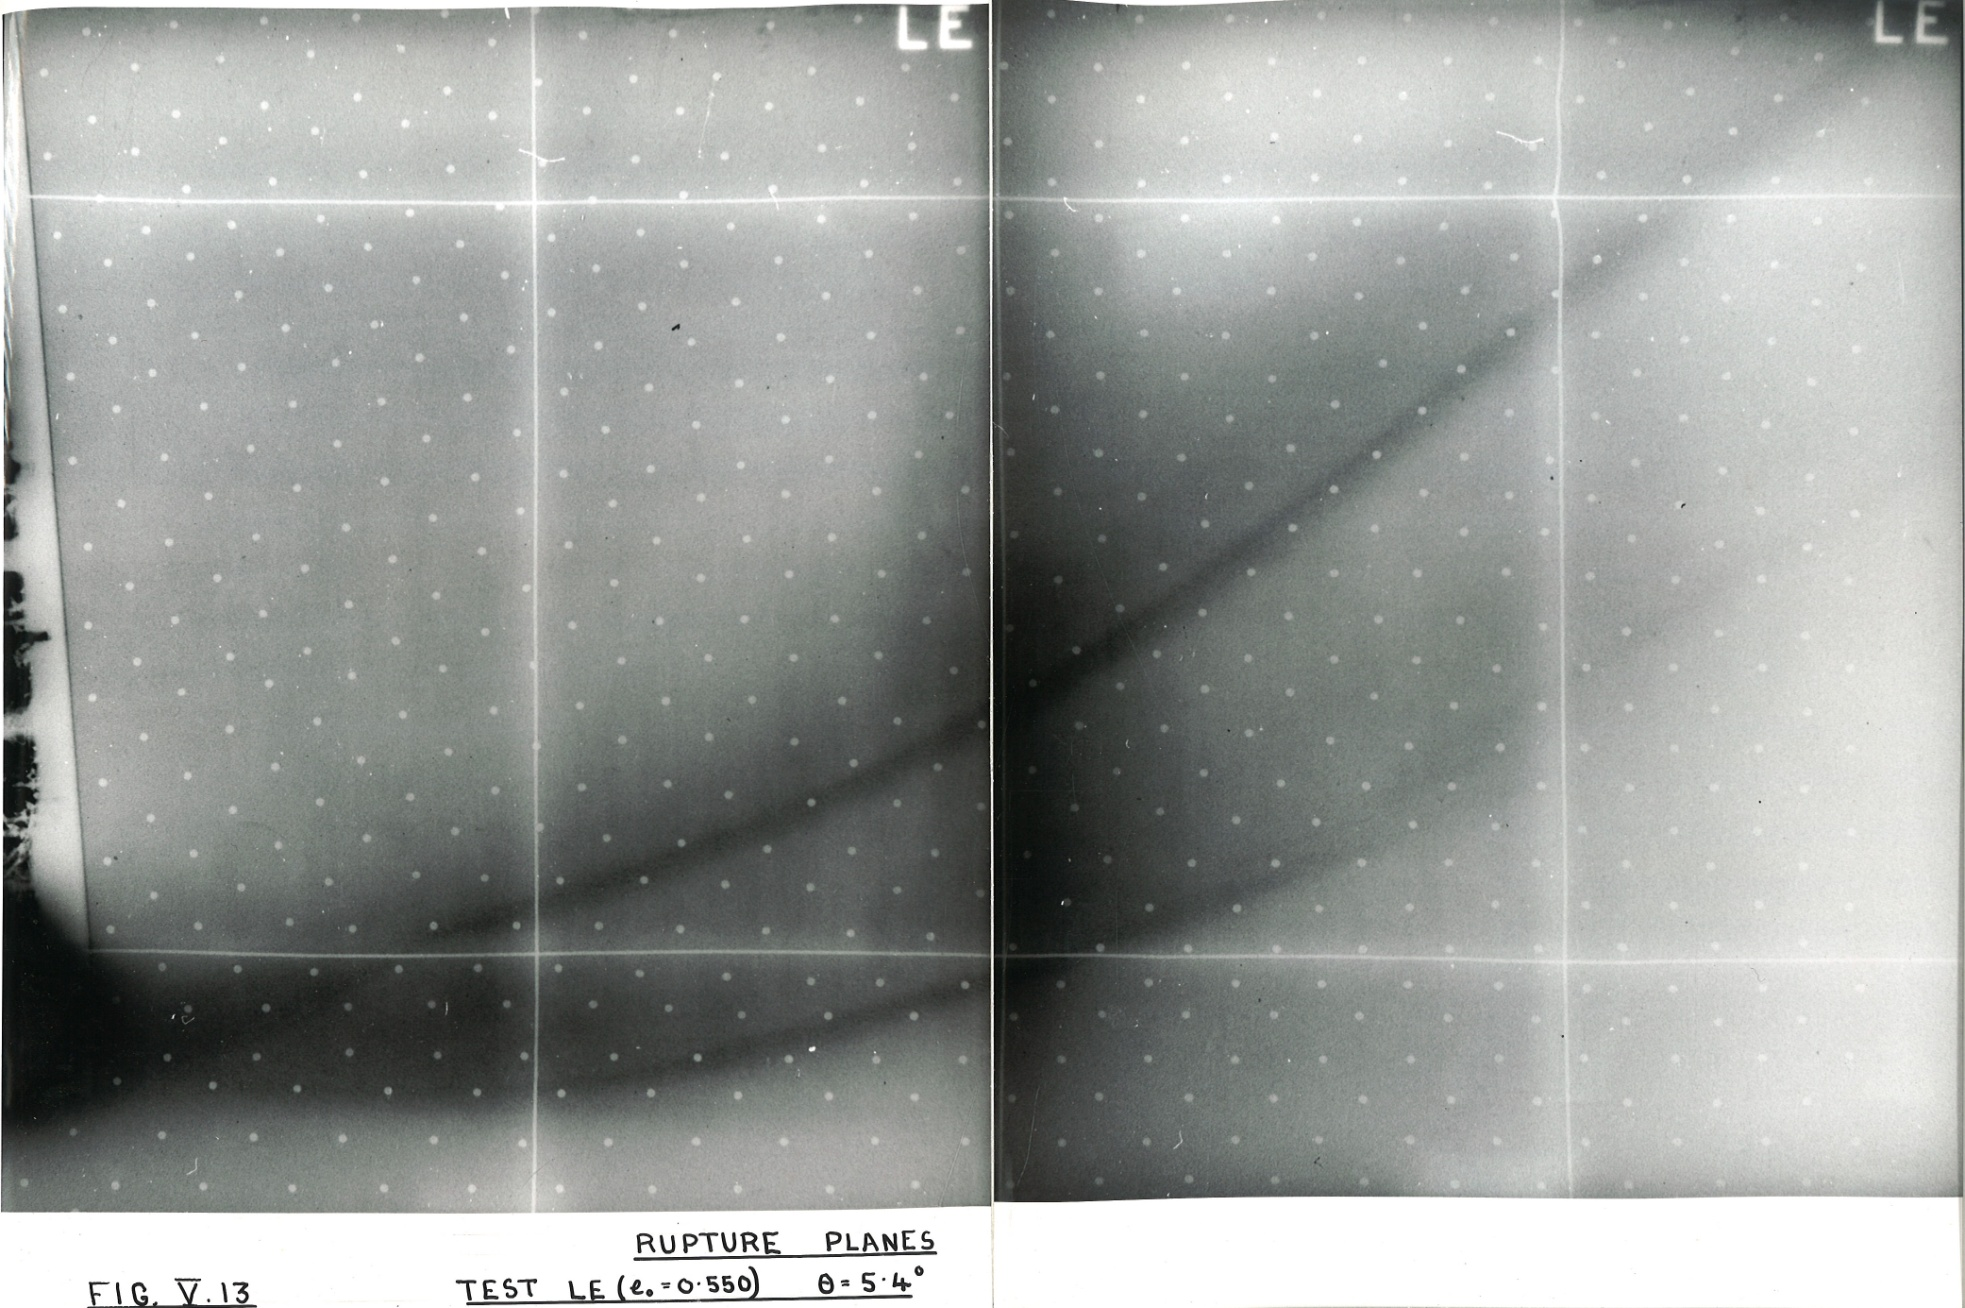 LE LE
RUPTURE PLANES
FIG. V.13 TEST LE (e₀ = 0·550) θ = 5·4°